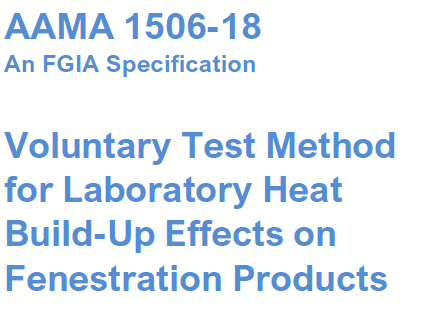 AAMA 1506-18
An FGIA Specification
Voluntary Test Method
for Laboratory Heat
Build-Up Effects on
Fenestration Products